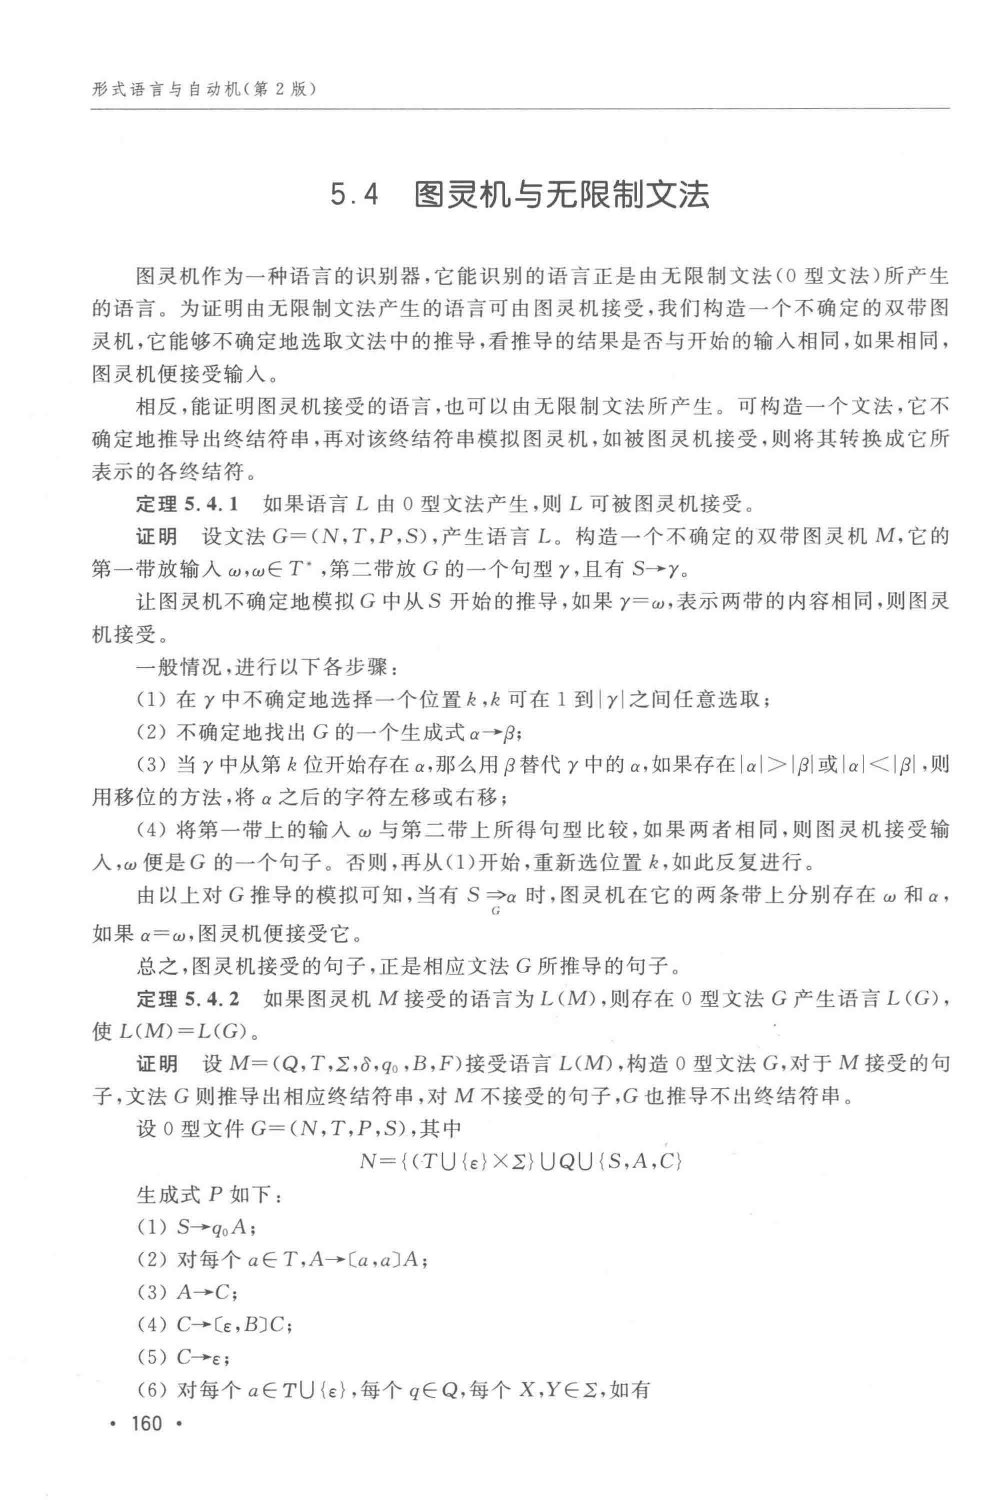 形式语言与自动机(第2版)
5.4 图灵机与无限制文法
图灵机作为一种语言的识别器,它能识别的语言正是由无限制文法(0型文法)所产生
的语言。为证明由无限制文法产生的语言可由图灵机接受,我们构造一个不确定的双带图
灵机,它能够不确定地选取文法中的推导,看推导的结果是否与开始的输入相同,如果相同,
图灵机便接受输入。
相反,能证明图灵机接受的语言,也可以由无限制文法所产生。可构造一个文法,它不
确定地推导出终结符串,再对该终结符串模拟图灵机,如被图灵机接受,则将其转换成它所
表示的各终结符。
定理5.4.1 如果语言L由0型文法产生,则L可被图灵机接受。
证明 设文法G=(N,T,P,S),产生语言L。构造一个不确定的双带图灵机M,它的
第一带放输入ω,ω∈T*,第二带放G的一个句型γ,且有S→γ。
让图灵机不确定地模拟G中从S开始的推导,如果γ=ω,表示两带的内容相同,则图灵
机接受。
一般情况,进行以下各步骤:
(1) 在γ中不确定地选择一个位置k,k可在1到|γ|之间任意选取;
(2) 不确定地找出G的一个生成式α→β;
(3) 当γ中从第k位开始存在α,那么用β替代γ中的α,如果存在|α|>|β|或|α|<|β|,则
用移位的方法,将α之后的字符左移或右移;
(4) 将第一带上的输入ω与第二带上所得句型比较,如果两者相同,则图灵机接受输
入,ω便是G的一个句子。否则,再从(1)开始,重新选位置k,如此反复进行。
由以上对G推导的模拟可知,当有S⇒α时,图灵机在它的两条带上分别存在ω和α,
G
如果α=ω,图灵机便接受它。
总之,图灵机接受的句子,正是相应文法G所推导的句子。
定理5.4.2 如果图灵机M接受的语言为L(M),则存在0型文法G产生语言L(G),
使L(M)=L(G)。
证明 设M=(Q,T,Σ,δ,q₀,B,F)接受语言L(M),构造0型文法G,对于M接受的句
子,文法G则推导出相应终结符串,对M不接受的句子,G也推导不出终结符串。
设0型文件G=(N,T,P,S),其中
N={(T∪{ε}×Σ}∪Q∪{S,A,C}
生成式P如下:
(1) S→q₀A;
(2) 对每个a∈T,A→〔a,a〕A;
(3) A→C;
(4) C→〔ε,B〕C;
(5) C→ε;
(6) 对每个a∈T∪{ε},每个q∈Q,每个X,Y∈Σ,如有
· 160 ·